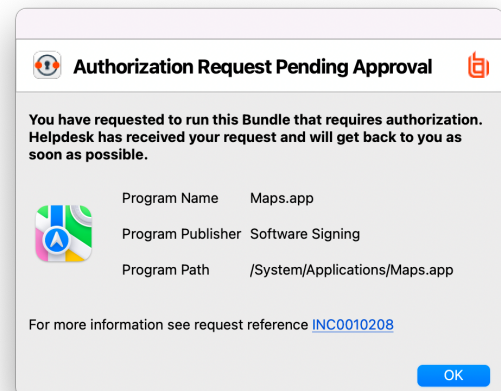 Authorization Request Pending Approval
You have requested to run this Bundle that requires authorization.
Helpdesk has received your request and will get back to you as
soon as possible.
Program Name Maps.app
Program Publisher Software Signing
Program Path /System/Applications/Maps.app
For more information see request reference INC0010208
OK